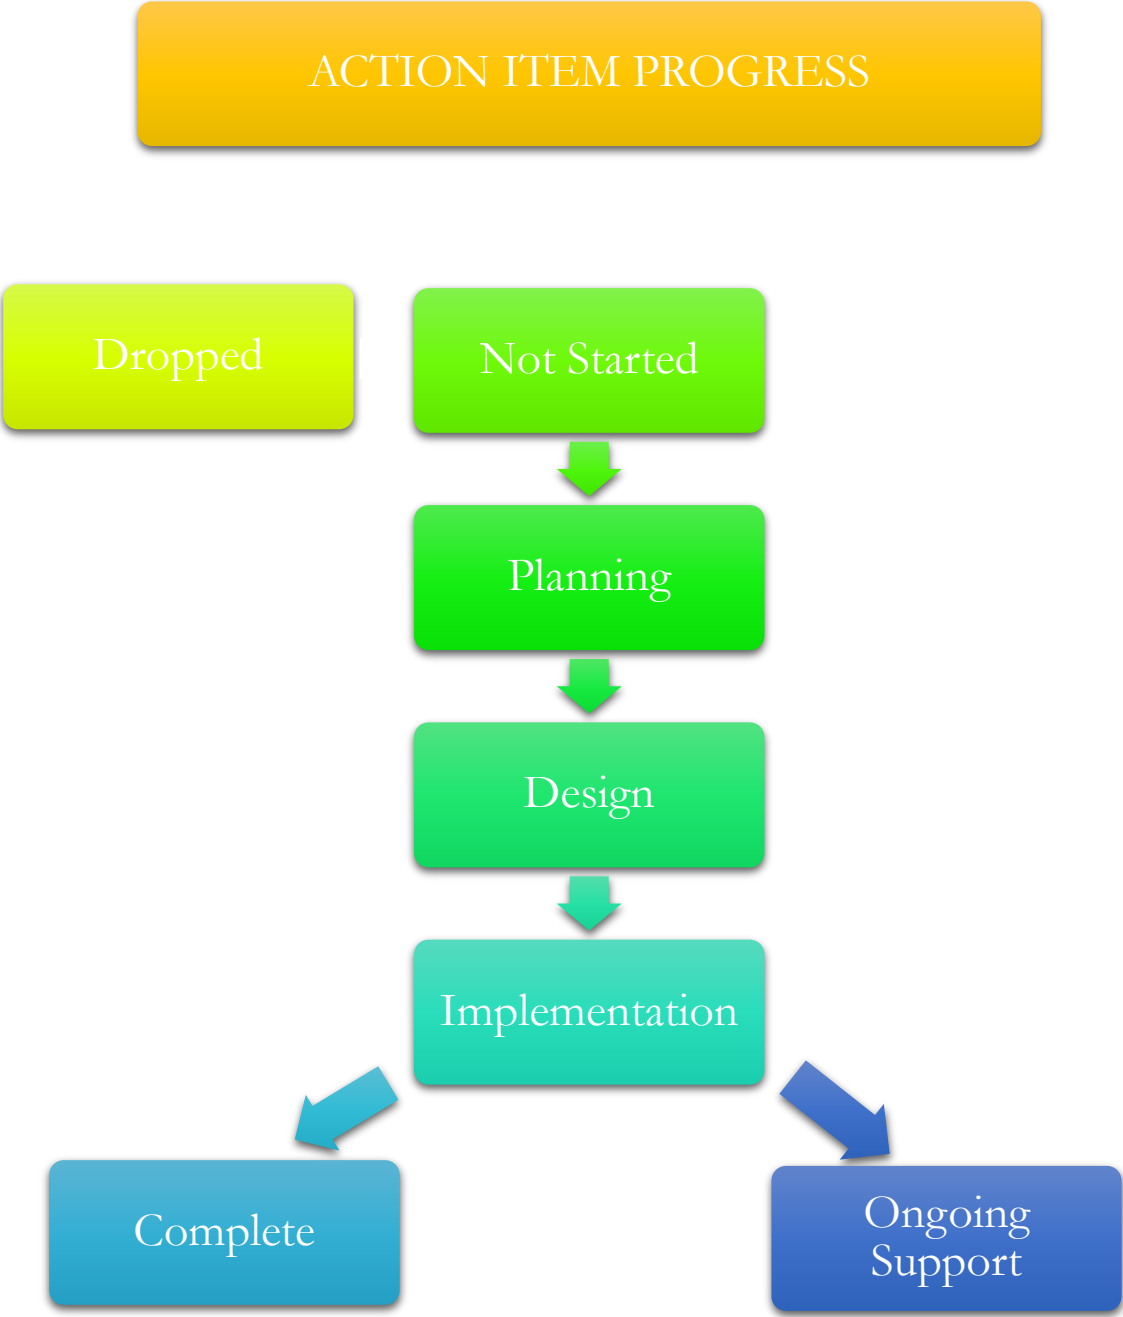 ACTION ITEM PROGRESS
Dropped
Not Started
Planning
Design
Implementation
Complete
Ongoing
Support